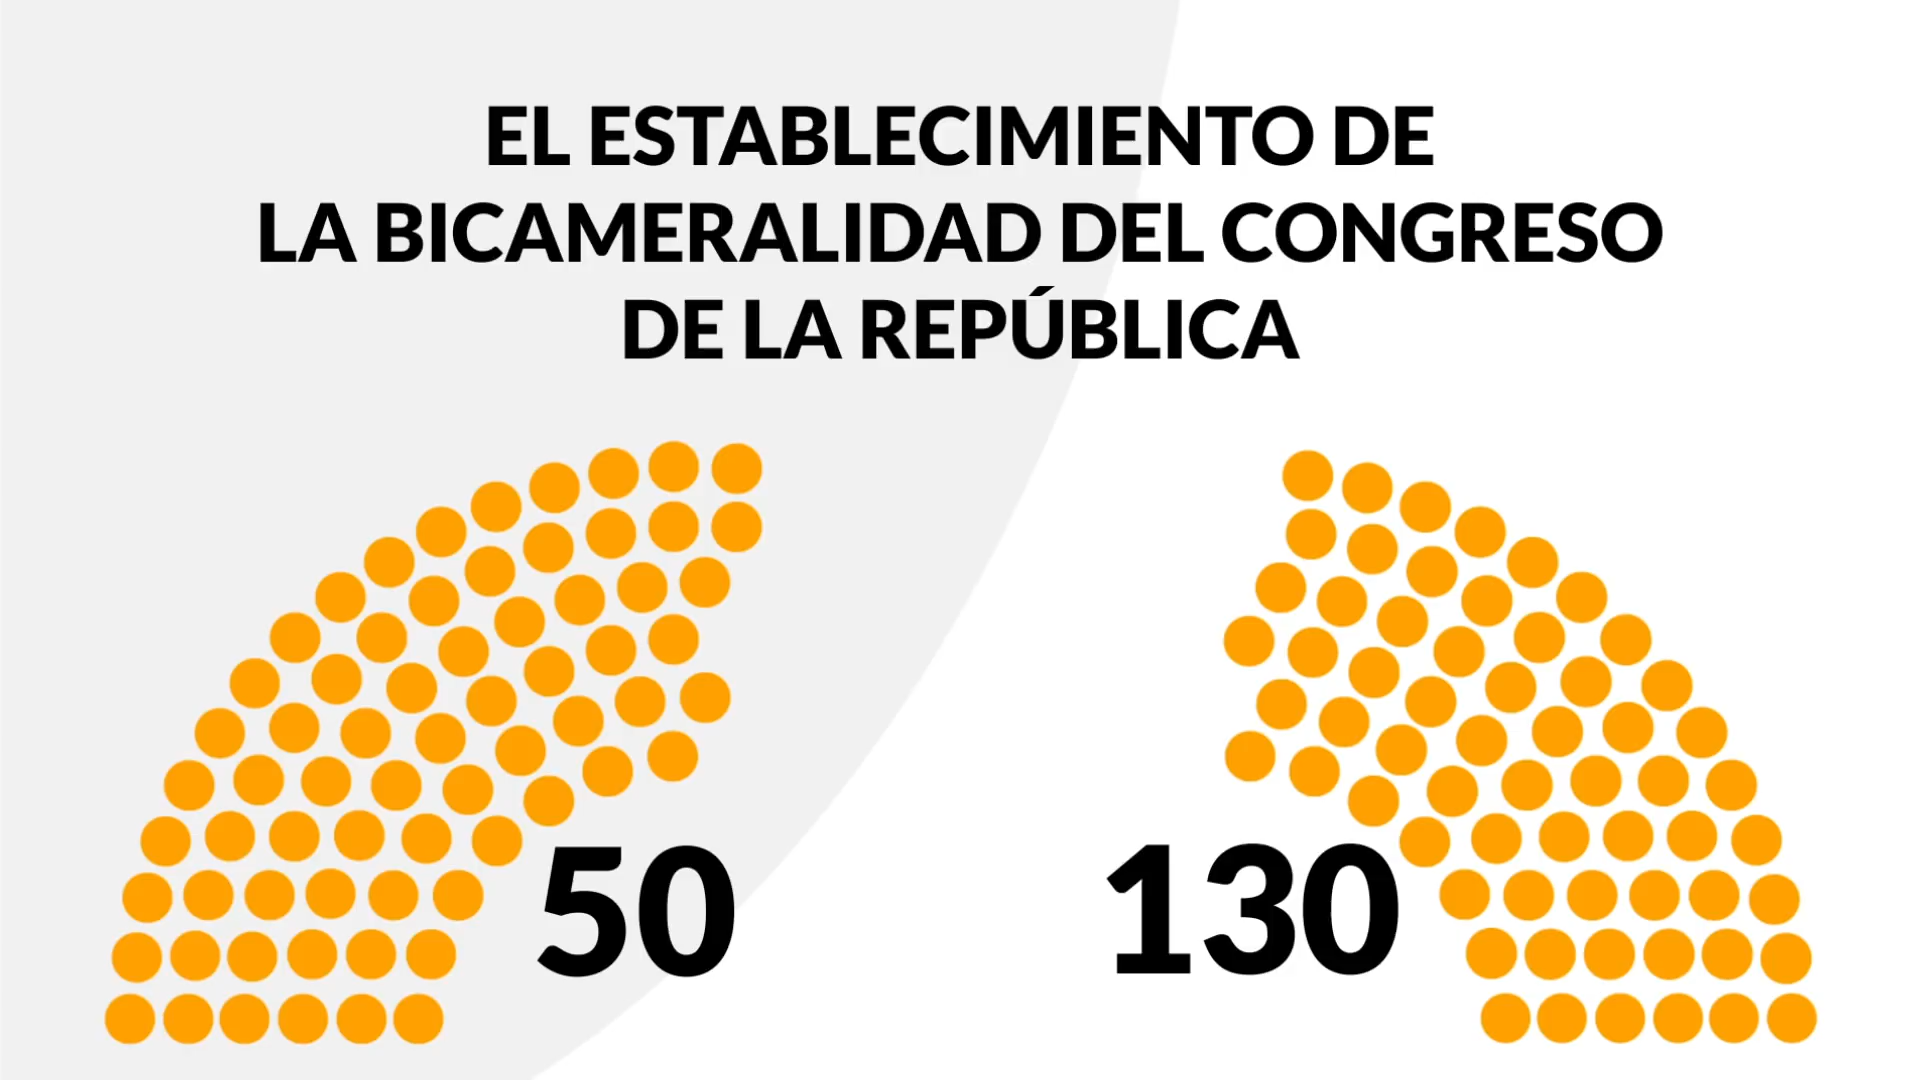 EL ESTABLECIMIENTO DE
LA BICAMERALIDAD DEL CONGRESO
DE LA REPÚBLICA
50
130